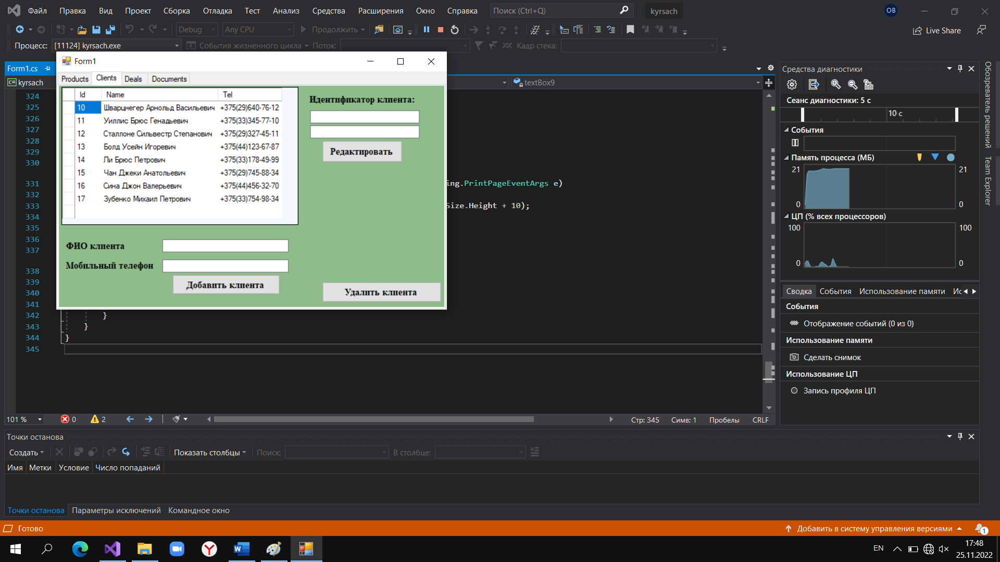 Файл Правка Вид Проект Сборка Отладка Тест Анализ Средства Расширения Окно Справка Поиск (Ctrl+Q) kyrsach OB
Debug Any CPU Продолжить Live Share
Процесс: [11124] kyrsach.exe События жизненного цикла Поток: Кадр стека:
Form1
Form1.cs
Products Clients Deals Documents
kyrsach
textBox9
Id Name Tel
10 Шварцнегер Арнольд Васильевич +375(29)640-76-12
11 Уиллис Брюс Генадьевич +375(33)345-77-10
12 Сталлоне Сильвестр Степанович +375(29)327-45-11
13 Болд Усейн Игоревич +375(44)123-67-87
14 Ли Брюс Петрович +375(33)178-49-99
15 Чан Джеки Анатольевич +375(29)745-88-34
16 Сина Джон Валерьевич +375(44)456-32-70
17 Зубенко Михаил Петрович +375(33)754-98-34
Идентификатор клиента:
Редактировать
ФИО клиента
Мобильный телефон
Добавить клиента
Удалить клиента
324
325
326
327
328
329
330
331 ing.PrintPageEventArgs e)
332
333 Size.Height + 10);
334
335
336
337
338
339
340
341
342 }
343 }
344 }
345
101 % 0 2 Стр: 345 Симв: 1 Пробелы CRLF
Средства диагностики
Сеанс диагностики: 5 с
10 с
События
Память процесса (МБ)
21 21
0 0
ЦП (% всех процессоров)
100 100
0 0
Сводка События Использование памяти Ис
События
Отображение событий (0 из 0)
Использование памяти
Сделать снимок
Использование ЦП
Запись профиля ЦП
Обозреватель решений
Team Explorer
Точки останова
Создать Показать столбцы Поиск: В столбце:
Имя Метки Условие Число попаданий
Точки останова Параметры исключений Командное окно
Готово Добавить в систему управления версиями 1
EN 17:48
25.11.2022